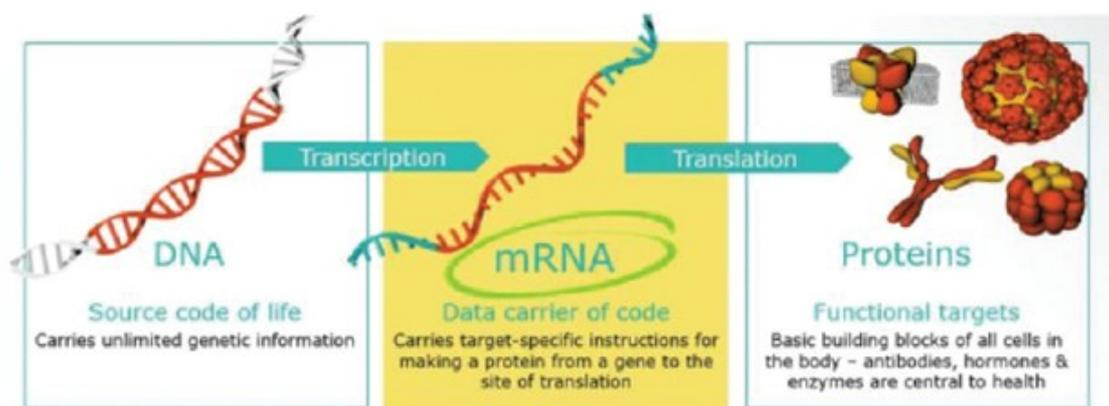 Transcription
Translation
DNA
Source code of life
Carries unlimited genetic information
mRNA
Data carrier of code
Carries target-specific instructions for
making a protein from a gene to the
site of translation
Proteins
Functional targets
Basic building blocks of all cells in
the body – antibodies, hormones &
enzymes are central to health